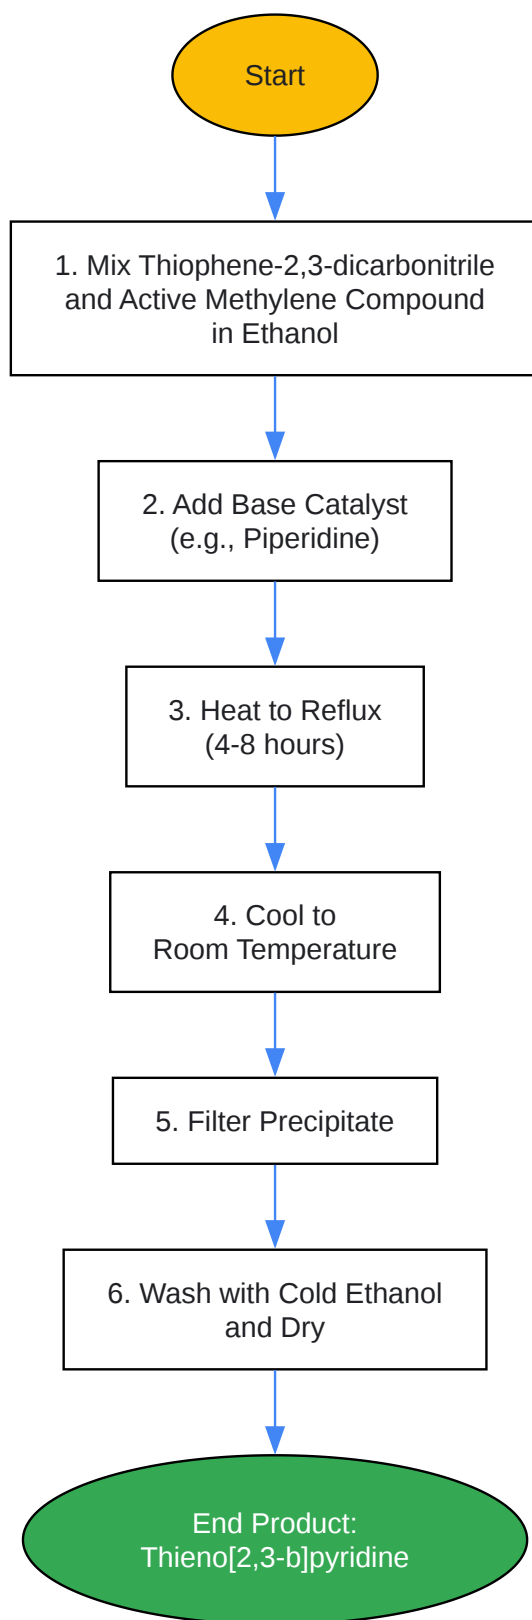 Start
1. Mix Thiophene-2,3-dicarbonitrile
and Active Methylene Compound
in Ethanol
2. Add Base Catalyst
(e.g., Piperidine)
3. Heat to Reflux
(4-8 hours)
4. Cool to
Room Temperature
5. Filter Precipitate
6. Wash with Cold Ethanol
and Dry
End Product:
Thieno[2,3-b]pyridine